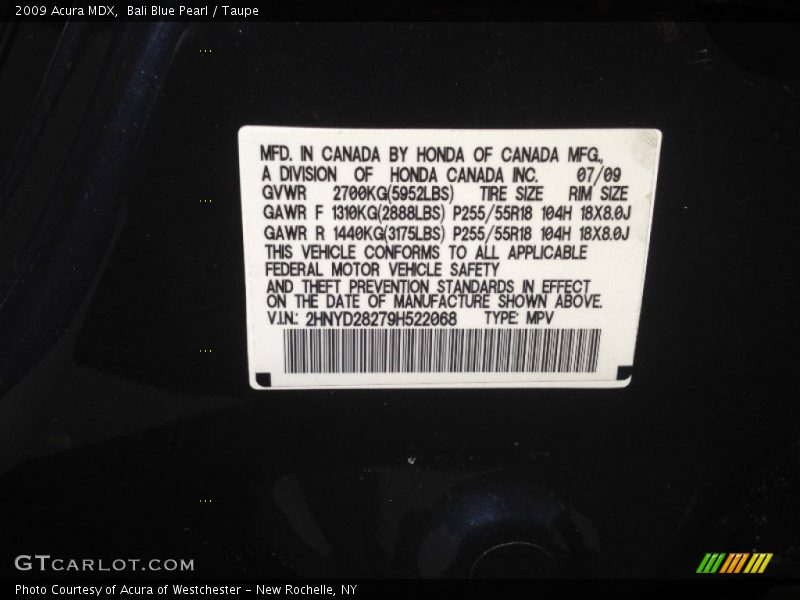 2009 Acura MDX,  Bali Blue Pearl / Taupe
MFD. IN CANADA BY HONDA OF CANADA MFG.,
A DIVISION OF HONDA CANADA INC. 07/09
GVWR 2700KG(5952LBS) TIRE SIZE RIM SIZE
GAWR F 1310KG(2888LBS) P255/55R18 104H 18X8.0J
GAWR R 1440KG(3175LBS) P255/55R18 104H 18X8.0J
THIS VEHICLE CONFORMS TO ALL APPLICABLE
FEDERAL MOTOR VEHICLE SAFETY
AND THEFT PREVENTION STANDARDS IN EFFECT
ON THE DATE OF MANUFACTURE SHOWN ABOVE.
V.I.N.: 2HNYD28279H522068 TYPE: MPV
GTCARLOT.COM
Photo Courtesy of Acura of Westchester - New Rochelle, NY